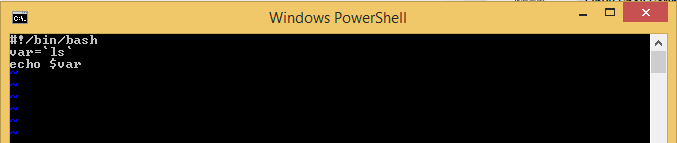 Windows PowerShell
#!/bin/bash
var=`ls`
echo $var
~
~
~
~
~
~